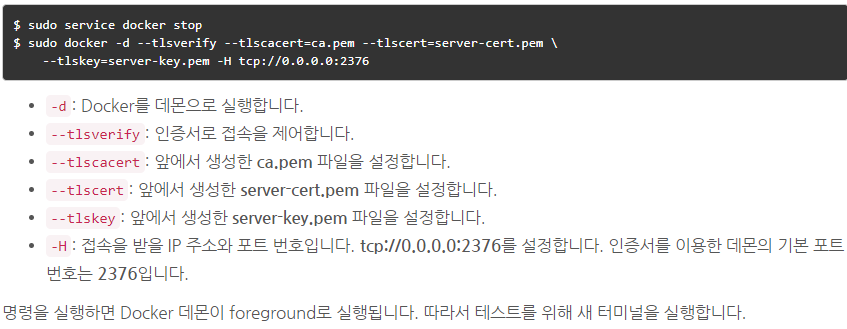 $ sudo service docker stop
$ sudo docker -d --tlsverify --tlscacert=ca.pem --tlscert=server-cert.pem \
--tlskey=server-key.pem -H tcp://0.0.0.0:2376
• -d: Docker를 데몬으로 실행합니다.
• --tlsverify: 인증서로 접속을 제어합니다.
• --tlscacert: 앞에서 생성한 ca.pem 파일을 설정합니다.
• --tlscert: 앞에서 생성한 server-cert.pem 파일을 설정합니다.
• --tlskey: 앞에서 생성한 server-key.pem 파일을 설정합니다.
• -H: 접속을 받을 IP 주소와 포트 번호입니다. tcp://0.0.0.0:2376를 설정합니다. 인증서를 이용한 데몬의 기본 포트
번호는 2376입니다.
명령을 실행하면 Docker 데몬이 foreground로 실행됩니다. 따라서 테스트를 위해 새 터미널을 실행합니다.